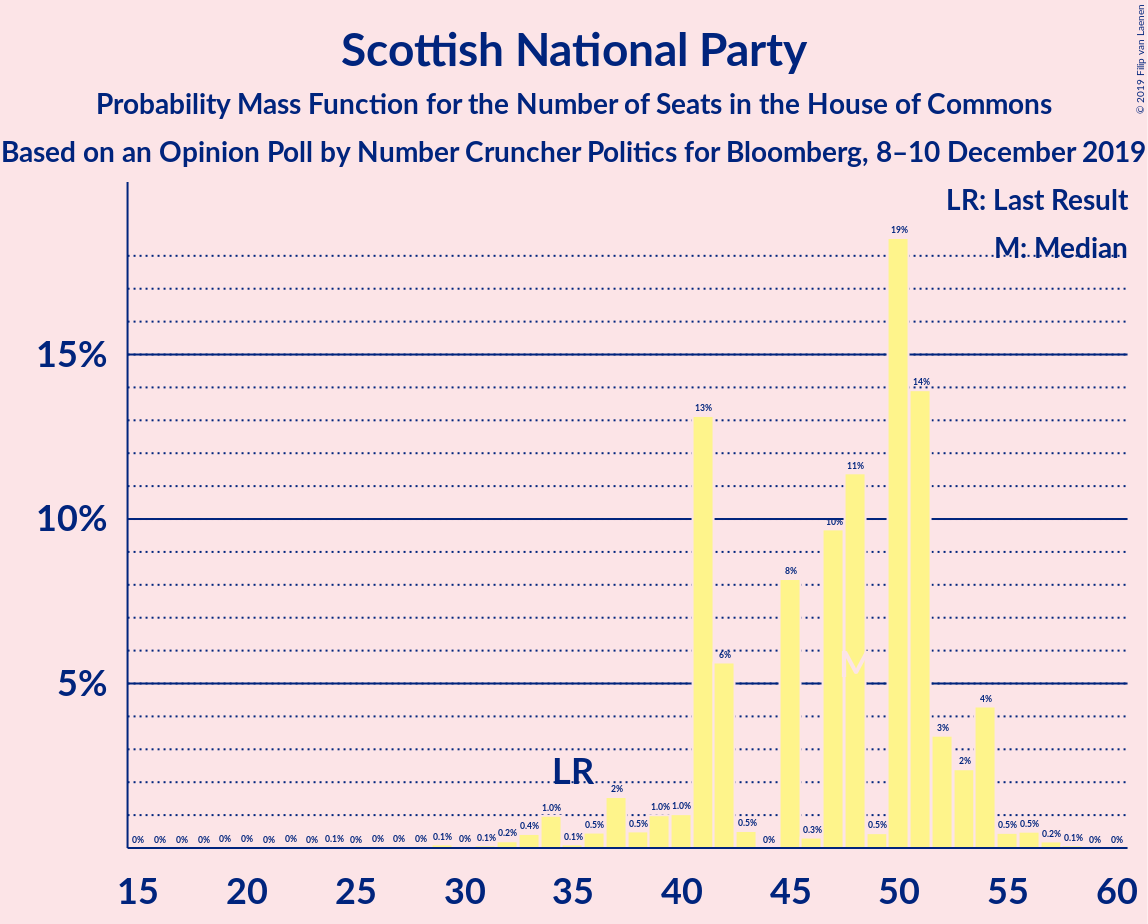 Scottish National Party
Probability Mass Function for the Number of Seats in the House of Commons
Based on an Opinion Poll by Number Cruncher Politics for Bloomberg, 8–10 December 2019
© 2019 Filip van Laenen
LR: Last Result
M: Median
15%
10%
5%
0% 0% 0% 0% 0% 0% 0% 0% 0% 0.1% 0% 0% 0% 0% 0.1% 0% 0.1% 0.2% 0.4% 1.0% 0.1% 0.5% 2% 0.5% 1.0% 1.0% 13% 6% 0.5% 0% 8% 0.3% 10% 11% 0.5% 19% 14% 3% 2% 4% 0.5% 0.5% 0.2% 0.1% 0% 0%
LR
M
15 20 25 30 35 40 45 50 55 60